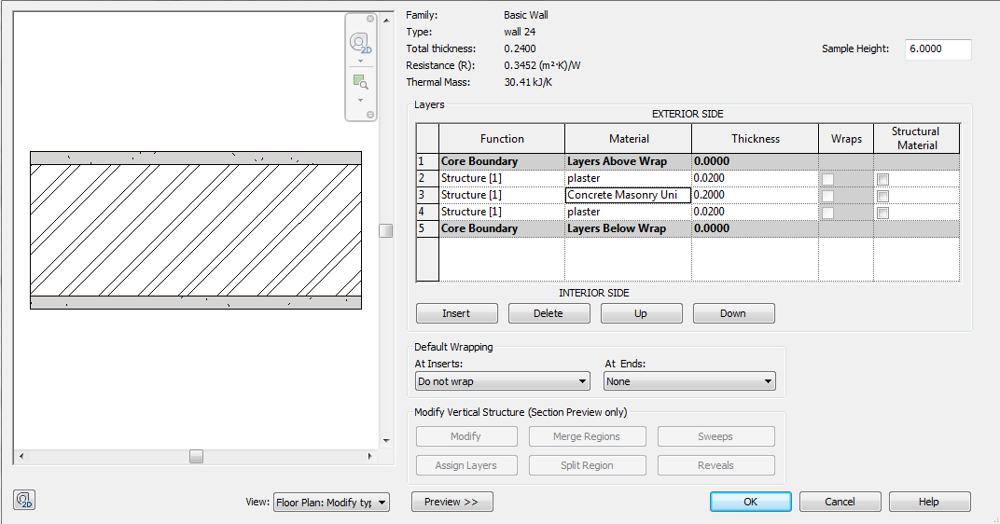 2D
Family: Basic Wall
Type: wall 24
Total thickness: 0.2400
Resistance (R): 0.3452 (m²·K)/W
Thermal Mass: 30.41 kJ/K
Sample Height: 6.0000
Layers
EXTERIOR SIDE
Function Material Thickness Wraps Structural Material
1 Core Boundary Layers Above Wrap 0.0000
2 Structure [1] plaster 0.0200
3 Structure [1] Concrete Masonry Uni 0.2000
4 Structure [1] plaster 0.0200
5 Core Boundary Layers Below Wrap 0.0000
INTERIOR SIDE
Insert Delete Up Down
Default Wrapping
At Inserts: At Ends:
Do not wrap None
Modify Vertical Structure (Section Preview only)
Modify Merge Regions Sweeps
Assign Layers Split Region Reveals
2D View: Floor Plan: Modify typ Preview >> OK Cancel Help